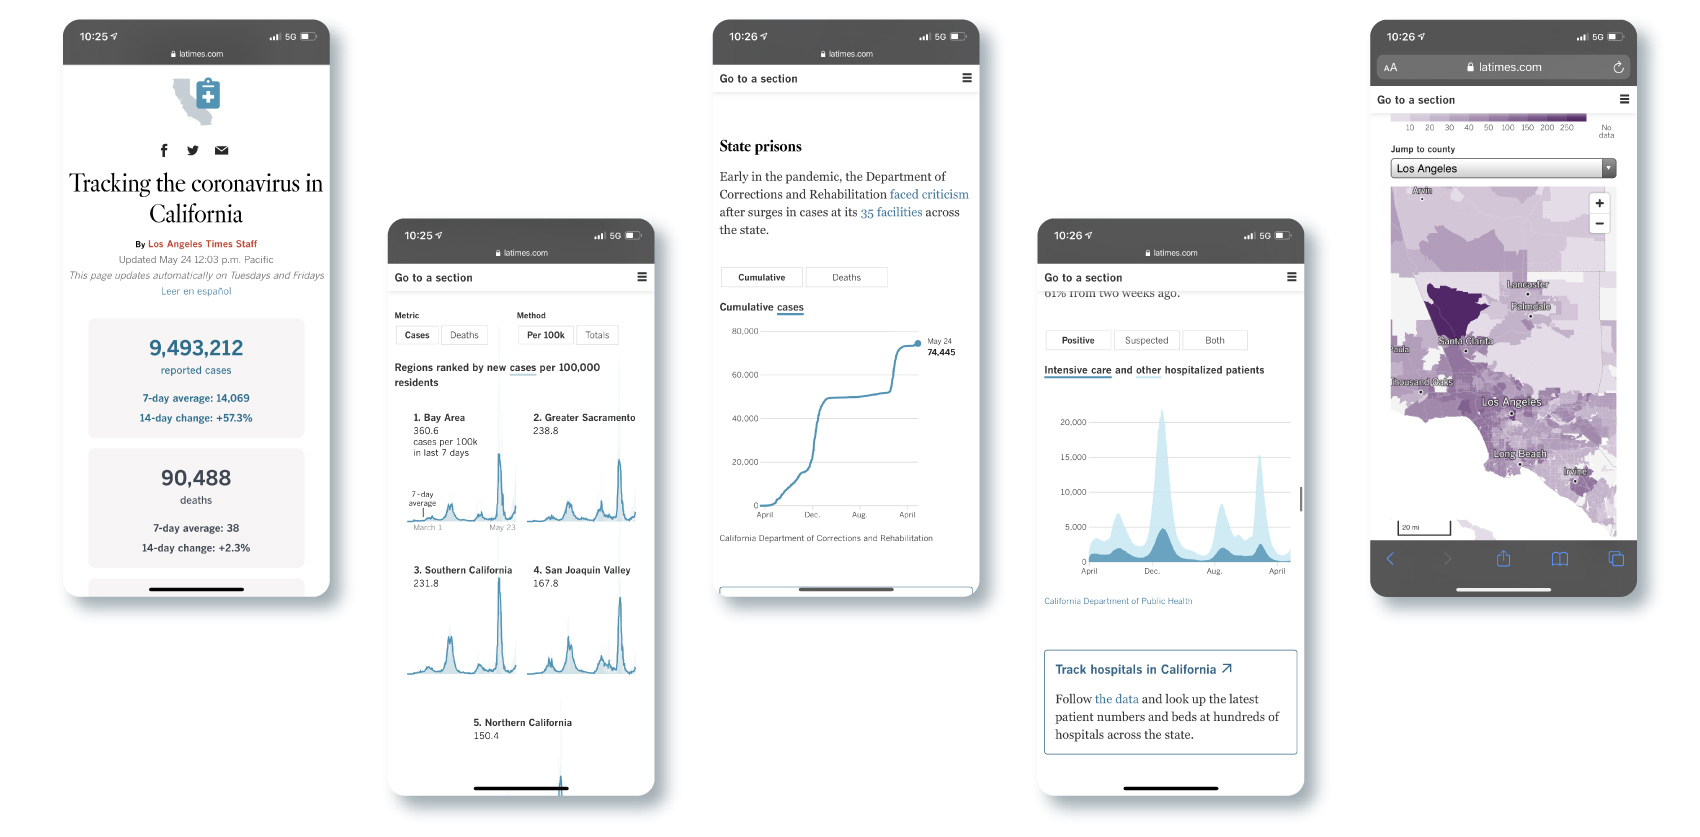 10:25
5G
latimes.com
Tracking the coronavirus in
California
By Los Angeles Times Staff
Updated May 24 12:03 p.m. Pacific
This page updates automatically on Tuesdays and Fridays
Leer en español
9,493,212
reported cases
7-day average: 14,069
14-day change: +57.3%
90,488
deaths
7-day average: 38
14-day change: +2.3%
10:25
5G
latimes.com
Go to a section
Metric
Method
Cases
Deaths
Per 100k
Totals
Regions ranked by new cases per 100,000
residents
1. Bay Area
360.6
cases per 100k
in last 7 days
7-day
average
March 1
May 23
2. Greater Sacramento
238.8
3. Southern California
231.8
4. San Joaquin Valley
167.8
5. Northern California
150.4
10:26
5G
latimes.com
Go to a section
State prisons
Early in the pandemic, the Department of
Corrections and Rehabilitation faced criticism
after surges in cases at its 35 facilities across
the state.
Cumulative
Deaths
Cumulative cases
80,000
60,000
40,000
20,000
0
April
Dec.
Aug.
April
May 24
74,445
California Department of Corrections and Rehabilitation
10:26
5G
latimes.com
Go to a section
61% from two weeks ago.
Positive
Suspected
Both
Intensive care and other hospitalized patients
20,000
15,000
10,000
5,000
0
April
Dec.
Aug.
April
California Department of Public Health
Track hospitals in California
Follow the data and look up the latest
patient numbers and beds at hundreds of
hospitals across the state.
10:26
5G
AA
latimes.com
Go to a section
10 20 30 40 50 100 150 200 250
No
data
Jump to county
Los Angeles
Arvin
+
−
Lancaster
Palmdale
Santa Clarita
Paula
Thousand Oaks
Los Angeles
Long Beach
Irvine
20 mi